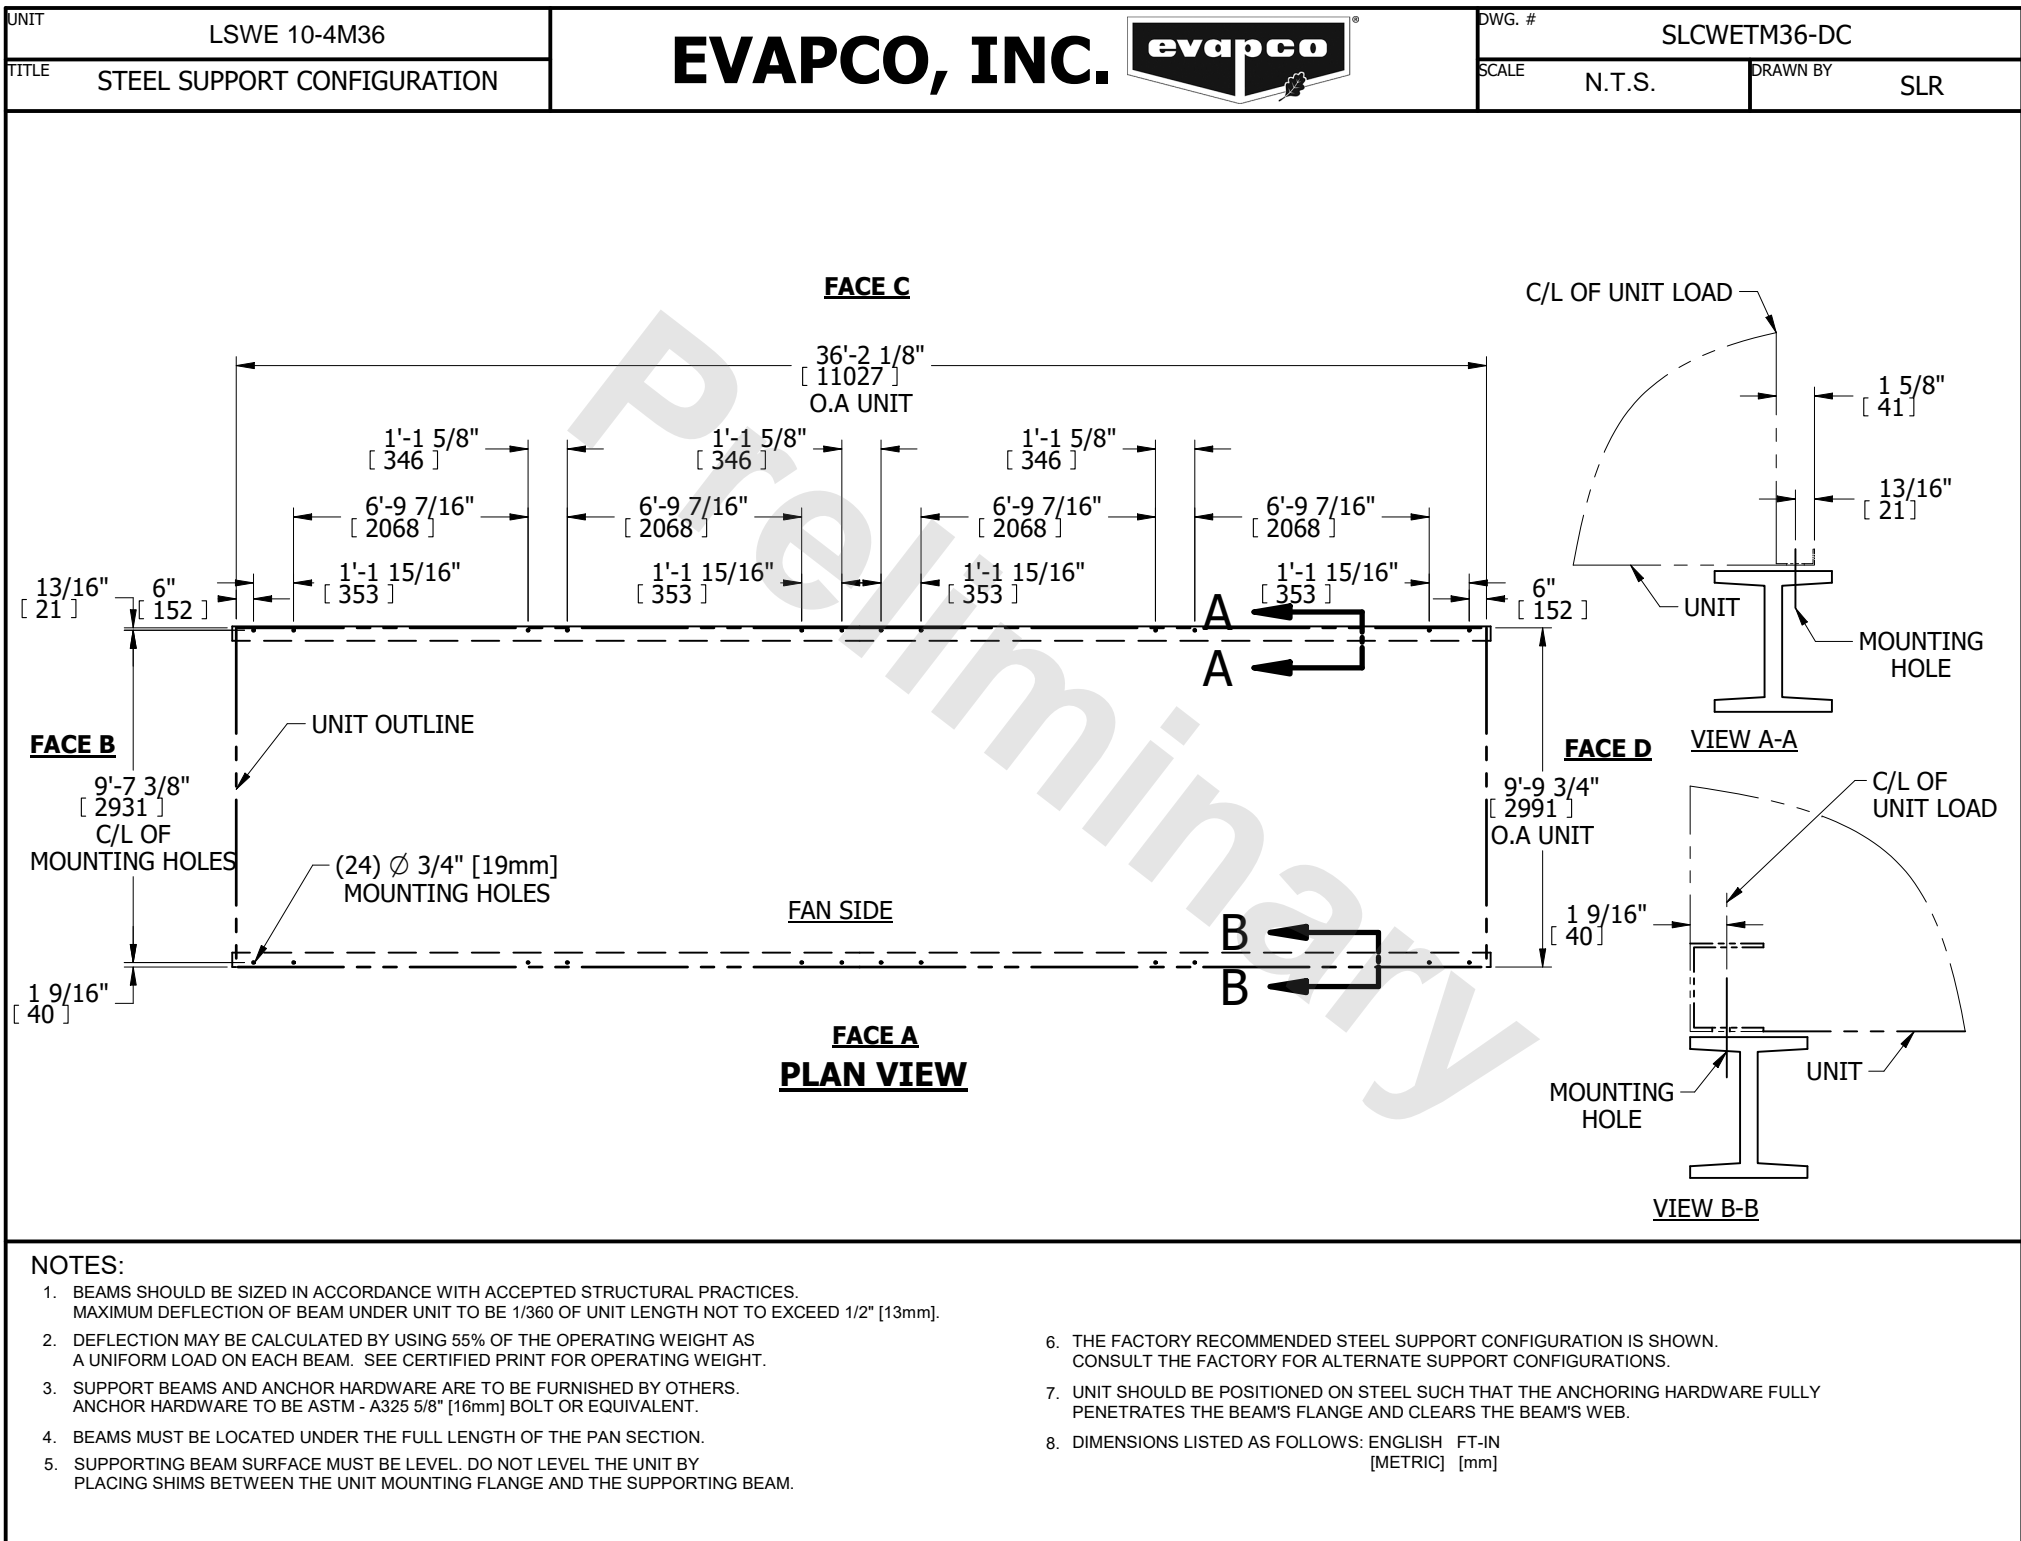 UNIT
LSWE 10-4M36
TITLE
STEEL SUPPORT CONFIGURATION
EVAPCO, INC.
evapco
®
DWG. #
SLCWETM36-DC
SCALE
N.T.S.
DRAWN BY
SLR
FACE C
36'-2 1/8"
[ 11027 ]
O.A UNIT
1'-1 5/8"
[ 346 ]
1'-1 5/8"
[ 346 ]
1'-1 5/8"
[ 346 ]
6'-9 7/16"
[ 2068 ]
6'-9 7/16"
[ 2068 ]
6'-9 7/16"
[ 2068 ]
6'-9 7/16"
[ 2068 ]
13/16"
[ 21 ]
6"
[ 152 ]
1'-1 15/16"
[ 353 ]
1'-1 15/16"
[ 353 ]
1'-1 15/16"
[ 353 ]
1'-1 15/16"
[ 353 ]
6"
[ 152 ]
A
A
UNIT OUTLINE
FACE B
9'-7 3/8"
[ 2931 ]
C/L OF
MOUNTING HOLES
(24) Ø 3/4" [19mm]
MOUNTING HOLES
FAN SIDE
B
B
FACE D
9'-9 3/4"
[ 2991 ]
O.A UNIT
1 9/16"
[ 40 ]
FACE A
PLAN VIEW
Preliminary
C/L OF UNIT LOAD
1 5/8"
[ 41 ]
13/16"
[ 21 ]
UNIT
MOUNTING
HOLE
VIEW A-A
C/L OF
UNIT LOAD
1 9/16"
[ 40 ]
UNIT
MOUNTING
HOLE
VIEW B-B
NOTES:
1. BEAMS SHOULD BE SIZED IN ACCORDANCE WITH ACCEPTED STRUCTURAL PRACTICES.
MAXIMUM DEFLECTION OF BEAM UNDER UNIT TO BE 1/360 OF UNIT LENGTH NOT TO EXCEED 1/2" [13mm].
2. DEFLECTION MAY BE CALCULATED BY USING 55% OF THE OPERATING WEIGHT AS
A UNIFORM LOAD ON EACH BEAM. SEE CERTIFIED PRINT FOR OPERATING WEIGHT.
3. SUPPORT BEAMS AND ANCHOR HARDWARE ARE TO BE FURNISHED BY OTHERS.
ANCHOR HARDWARE TO BE ASTM - A325 5/8" [16mm] BOLT OR EQUIVALENT.
4. BEAMS MUST BE LOCATED UNDER THE FULL LENGTH OF THE PAN SECTION.
5. SUPPORTING BEAM SURFACE MUST BE LEVEL. DO NOT LEVEL THE UNIT BY
PLACING SHIMS BETWEEN THE UNIT MOUNTING FLANGE AND THE SUPPORTING BEAM.
6. THE FACTORY RECOMMENDED STEEL SUPPORT CONFIGURATION IS SHOWN.
CONSULT THE FACTORY FOR ALTERNATE SUPPORT CONFIGURATIONS.
7. UNIT SHOULD BE POSITIONED ON STEEL SUCH THAT THE ANCHORING HARDWARE FULLY
PENETRATES THE BEAM'S FLANGE AND CLEARS THE BEAM'S WEB.
8. DIMENSIONS LISTED AS FOLLOWS: ENGLISH FT-IN
[METRIC] [mm]